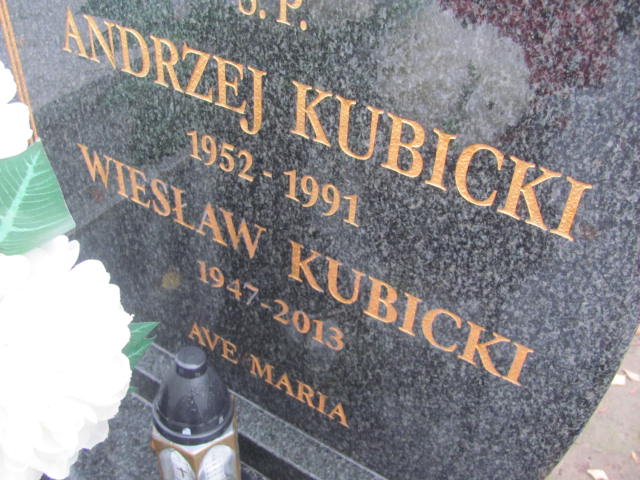 Ś. P.
ANDRZEJ KUBICKI
1952 - 1991
WIESŁAW KUBICKI
1947-2013
AVE MARIA